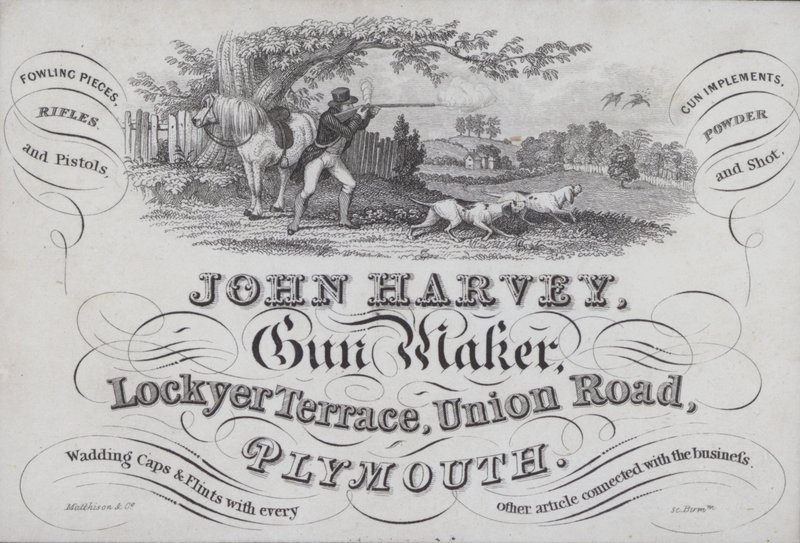 FOWLING PIECES,
RIFLES.
and Pistols,
GUN IMPLEMENTS,
POWDER
and Shot.
JOHN HARVEY,
Gun Maker,
Lockyer Terrace, Union Road,
PLYMOUTH.
Wadding Caps & Flints with every
other article connected with the busineſs.
Matthison & Co
sc. Birmm